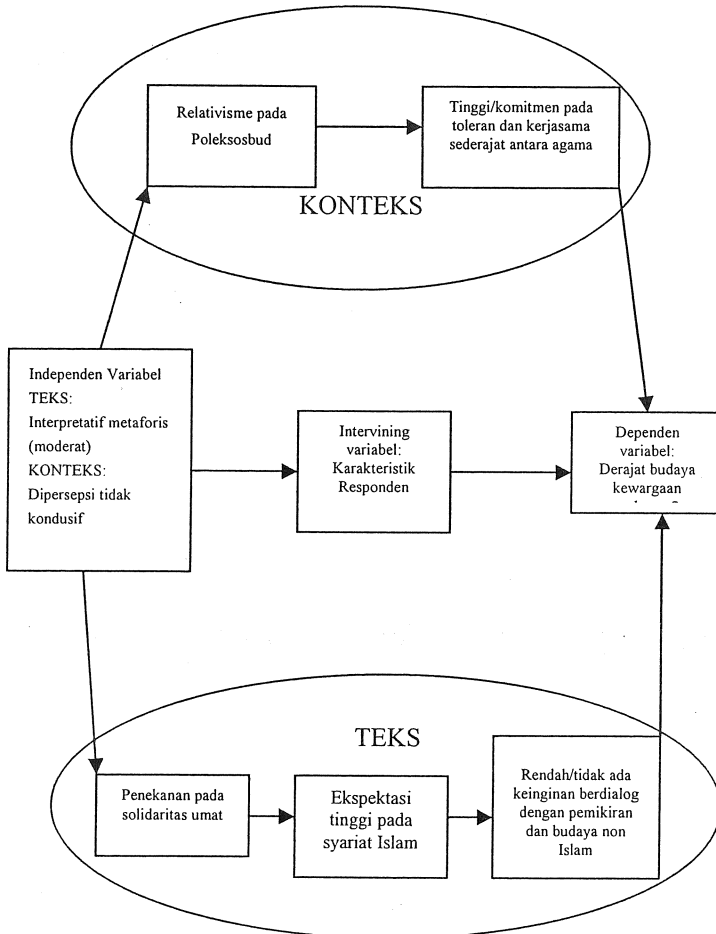 Relativisme pada
Poleksosbud
Tinggi/komitmen pada
toleran dan kerjasama
sederajat antara agama
KONTEKS
Independen Variabel
TEKS:
Interpretatif metaforis
(moderat)
KONTEKS:
Dipersepsi tidak
kondusif
Intervining
variabel:
Karakteristik
Responden
Dependen
variabel:
Derajat budaya
kewargaan
TEKS
Penekanan pada
solidaritas umat
Ekspektasi
tinggi pada
syariat Islam
Rendah/tidak ada
keinginan berdialog
dengan pemikiran
dan budaya non
Islam